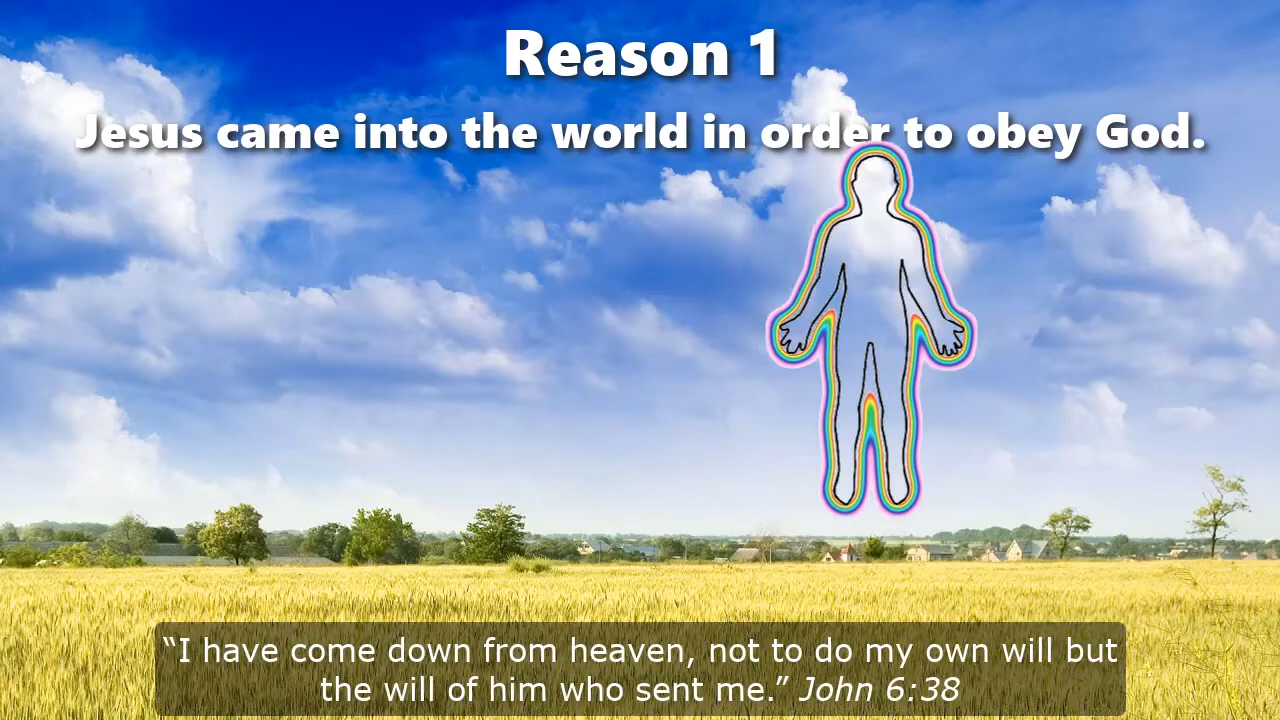 Reason 1
Jesus came into the world in order to obey God.
“I have come down from heaven, not to do my own will but
the will of him who sent me.” John 6:38